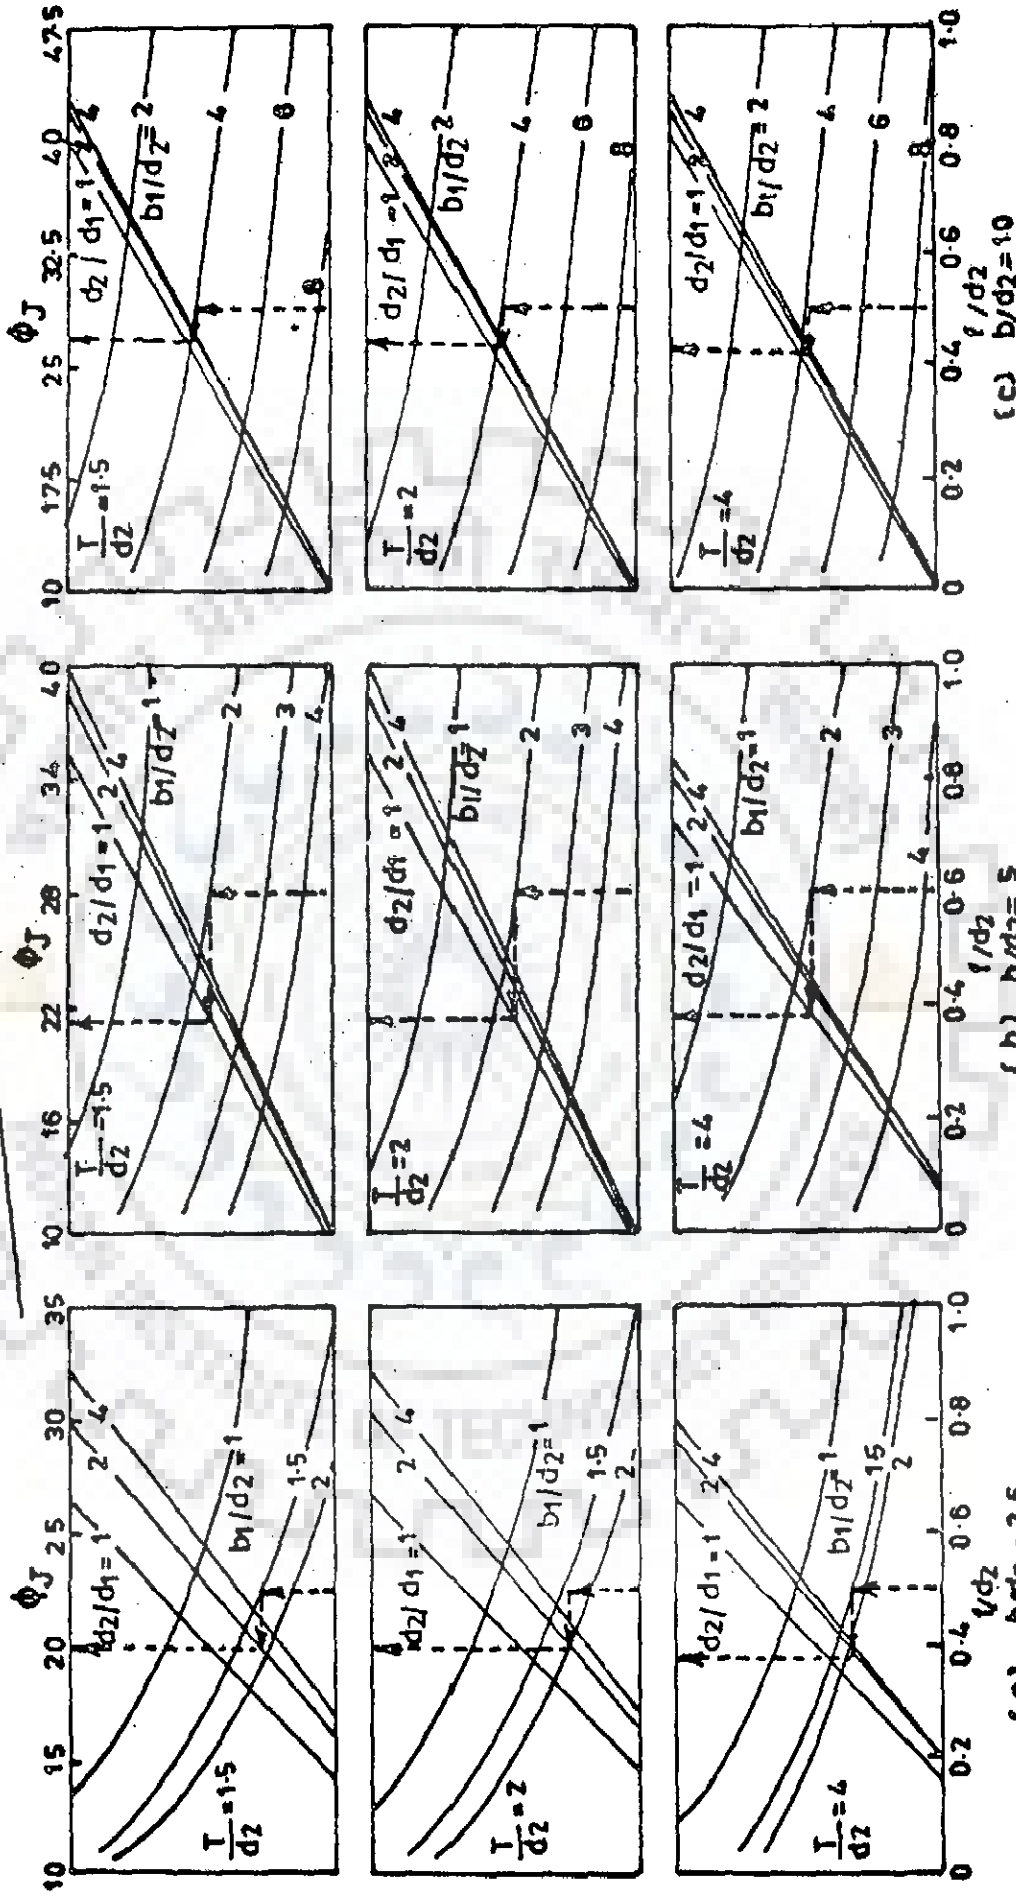 ΦJ
10 15 20 25 30 35
T/d2 = 1·5
d2/d1 = 1
2
4
b1/d2 = 1
1·5
2
T/d2 = 2
d2/d1 = 1
2
4
b1/d2 = 1
1·5
2
T/d2 = 4
d2/d1 = 1
2
4
b1/d2 = 1
1·5
2
0 0·2 0·4 0·6 0·8 1·0
ΦJ
10 16 22 28 34 40
T/d2 = 1·5
d2/d1 = 1
2
4
b1/d2 = 1
2
3
4
T/d2 = 2
d2/d1 = 1
2
4
b1/d2 = 1
2
3
4
T/d2 = 4
d2/d1 = 1
2
4
b1/d2 = 1
2
3
4
0 0·2 0·4 0·6 0·8 1·0
ΦJ
10 17·5 25 32·5 40 47·5
T/d2 = 1·5
d2/d1 = 1
2
4
b1/d2 = 2
4
6
8
T/d2 = 2
d2/d1 = 1
2
4
b1/d2 2
4
6
8
T/d2 = 4
d2/d1 = 1
2
4
b1/d2 = 2
4
6
8
0 0·2 0·4 0·6 0·8 1·0
(c) b/d2 = 10